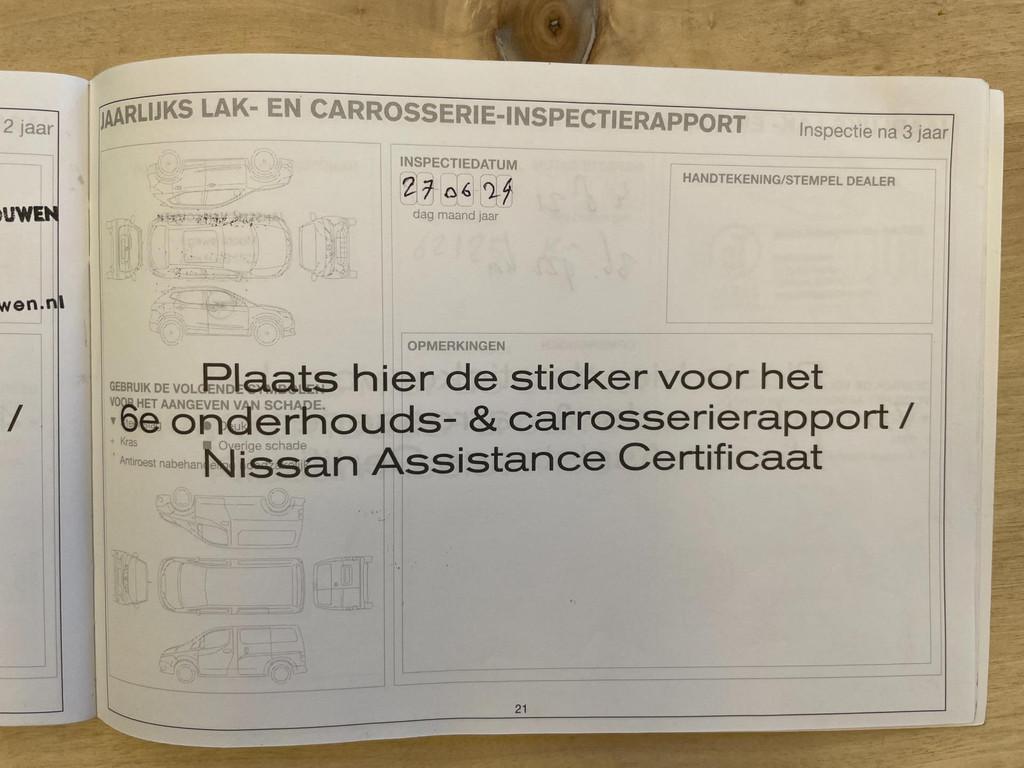 2 jaar
OUWEN
wen.nl
/
JAARLIJKS LAK- EN CARROSSERIE-INSPECTIERAPPORT
Inspectie na 3 jaar
INSPECTIEDATUM
27 06 24
dag maand jaar
HANDTEKENING/STEMPEL DEALER
OPMERKINGEN
GEBRUIK DE VOLGENDE SYMBOLEN
VOOR HET AANGEVEN VAN SCHADE.
Kras
Overige schade
Plaats hier de sticker voor het
6e onderhouds- & carrosserierapport /
Nissan Assistance Certificaat
21